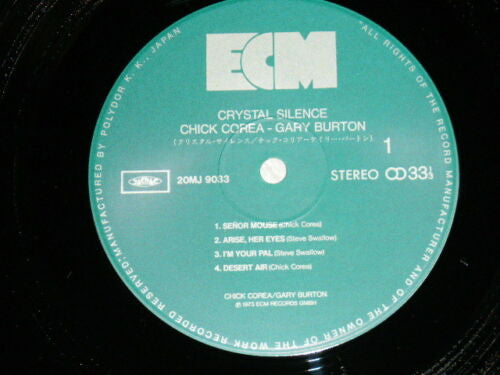 ECM
CRYSTAL SILENCE
CHICK COREA - GARY BURTON
(クリスタル・サイレンス/チック・コリア−ゲイリー・バートン)
1
20MJ 9033
STEREO 33⅓
1. SEÑOR MOUSE (Chick Corea)
2. ARISE, HER EYES (Steve Swallow)
3. I'M YOUR PAL (Steve Swallow)
4. DESERT AIR (Chick Corea)
CHICK COREA/GARY BURTON
℗ 1973 ECM RECORDS GMBH
"ALL RIGHTS OF THE RECORD MANUFACTURER AND OF THE OWNER OF THE WORK RECORDED RESERVED" MANUFACTURED BY POLYDOR K. K., JAPAN